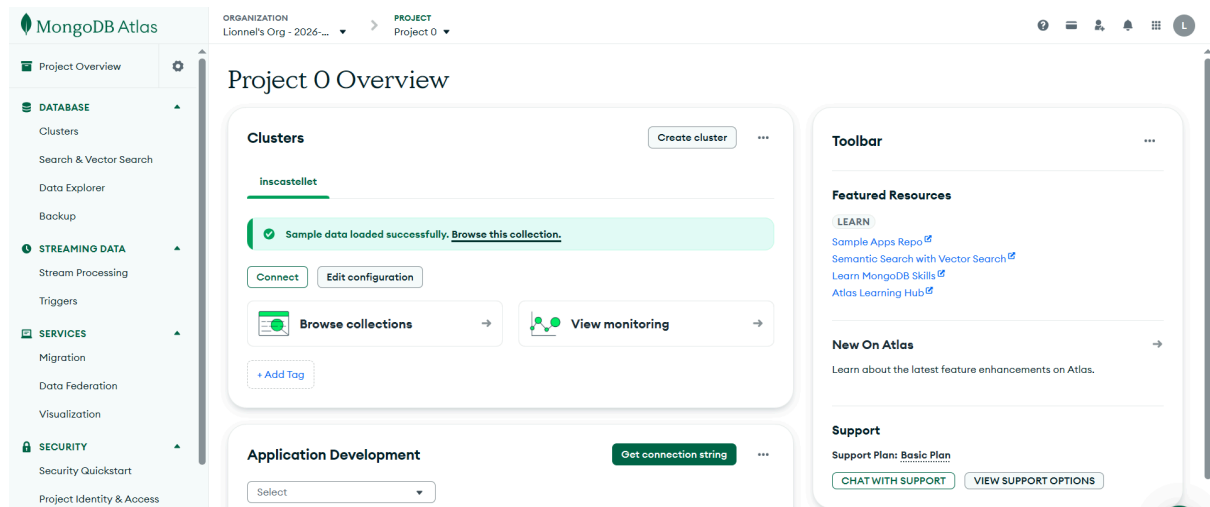 MongoDB Atlas
ORGANIZATION
Lionnel's Org - 2026-...
PROJECT
Project 0
L
Project Overview
DATABASE
Clusters
Search & Vector Search
Data Explorer
Backup
STREAMING DATA
Stream Processing
Triggers
SERVICES
Migration
Data Federation
Visualization
SECURITY
Security Quickstart
Project Identity & Access
Project 0 Overview
Clusters
Create cluster
inscastellet
Sample data loaded successfully. Browse this collection.
Connect
Edit configuration
Browse collections
View monitoring
+ Add Tag
Application Development
Get connection string
Select
Toolbar
Featured Resources
LEARN
Sample Apps Repo
Semantic Search with Vector Search
Learn MongoDB Skills
Atlas Learning Hub
New On Atlas
Learn about the latest feature enhancements on Atlas.
Support
Support Plan: Basic Plan
CHAT WITH SUPPORT
VIEW SUPPORT OPTIONS